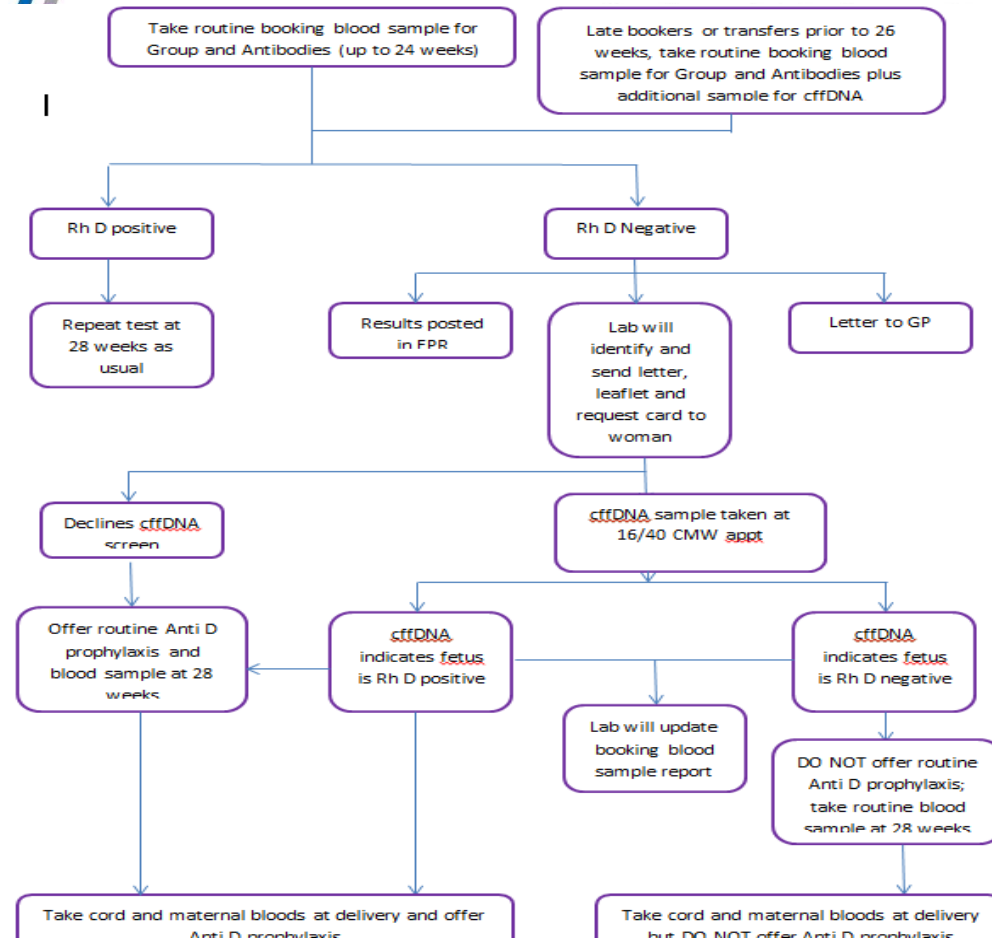 Take routine booking blood sample for
Group and Antibodies (up to 24 weeks)
Late bookers or transfers prior to 26
weeks, take routine booking blood
sample for Group and Antibodies plus
additional sample for cffDNA
I
Rh D positive
Rh D Negative
Repeat test at
28 weeks as
usual
Results posted
in EPR
Lab will
identify and
send letter,
leaflet and
request card to
woman
Letter to GP
Declines cffDNA
screen
cffDNA sample taken at
16/40 CMW appt
Offer routine Anti D
prophylaxis and
blood sample at 28
weeks
cffDNA
indicates fetus
is Rh D positive
cffDNA
indicates fetus
is Rh D negative
Lab will update
booking blood
sample report
DO NOT offer routine
Anti D prophylaxis;
take routine blood
sample at 28 weeks
Take cord and maternal bloods at delivery and offer
Anti D prophylaxis
Take cord and maternal bloods at delivery
but DO NOT offer Anti D prophylaxis